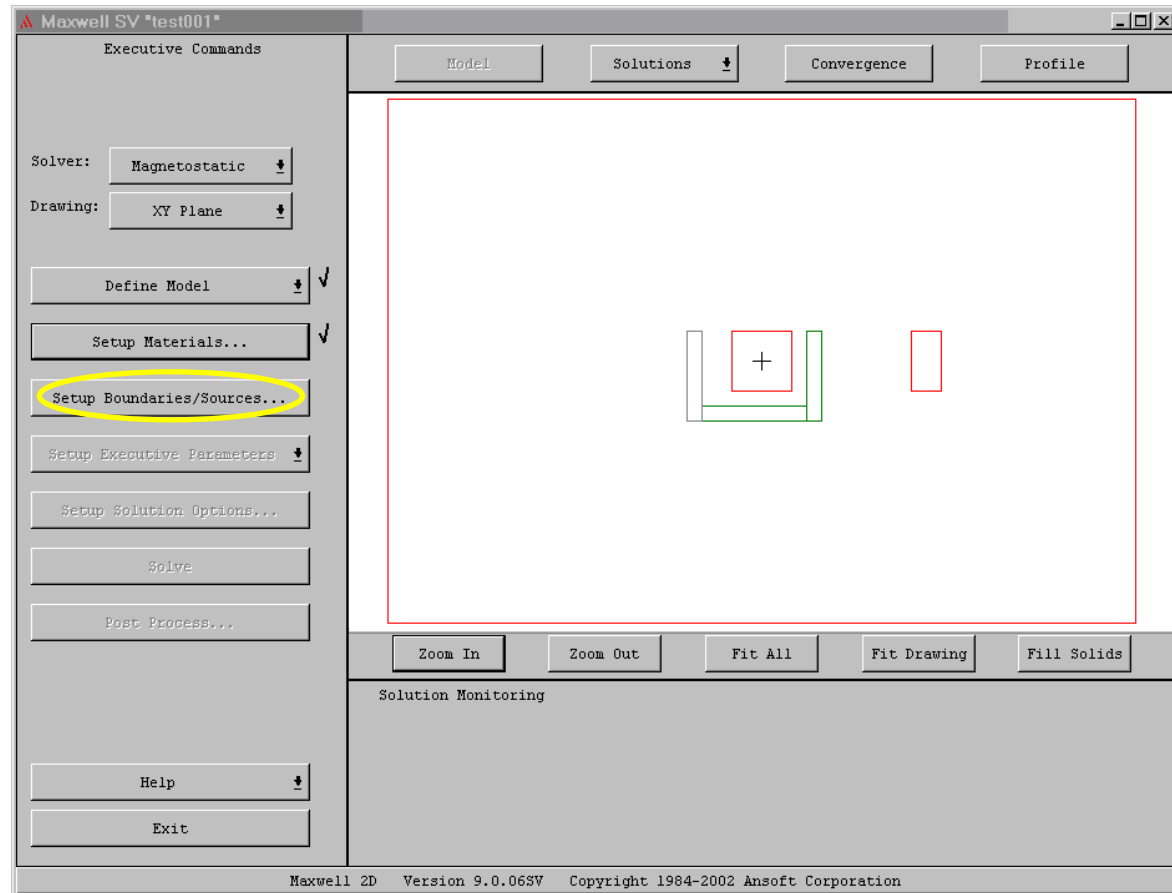 Maxwell SV "test001"
Executive Commands
Model
Solutions
Convergence
Profile
Solver:
Magnetostatic
Drawing:
XY Plane
Define Model
Setup Materials...
Setup Boundaries/Sources...
Setup Executive Parameters
Setup Solution Options...
Solve
Post Process...
Zoom In
Zoom Out
Fit All
Fit Drawing
Fill Solids
Solution Monitoring
Help
Exit
Maxwell 2D Version 9.0.06SV Copyright 1984-2002 Ansoft Corporation